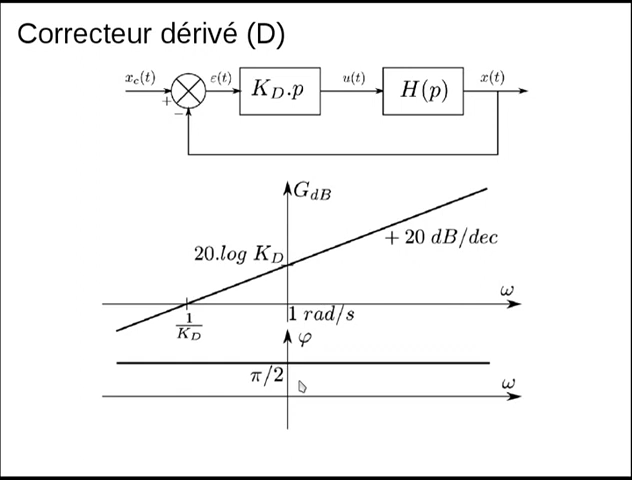 Correcteur dérivé (D)
x_c(t) ε(t) u(t) x(t)
+ K_D.p H(p)
−
G_dB
+ 20 dB/dec
20.log K_D
ω
1/K_D 1 rad/s
φ
π/2
ω